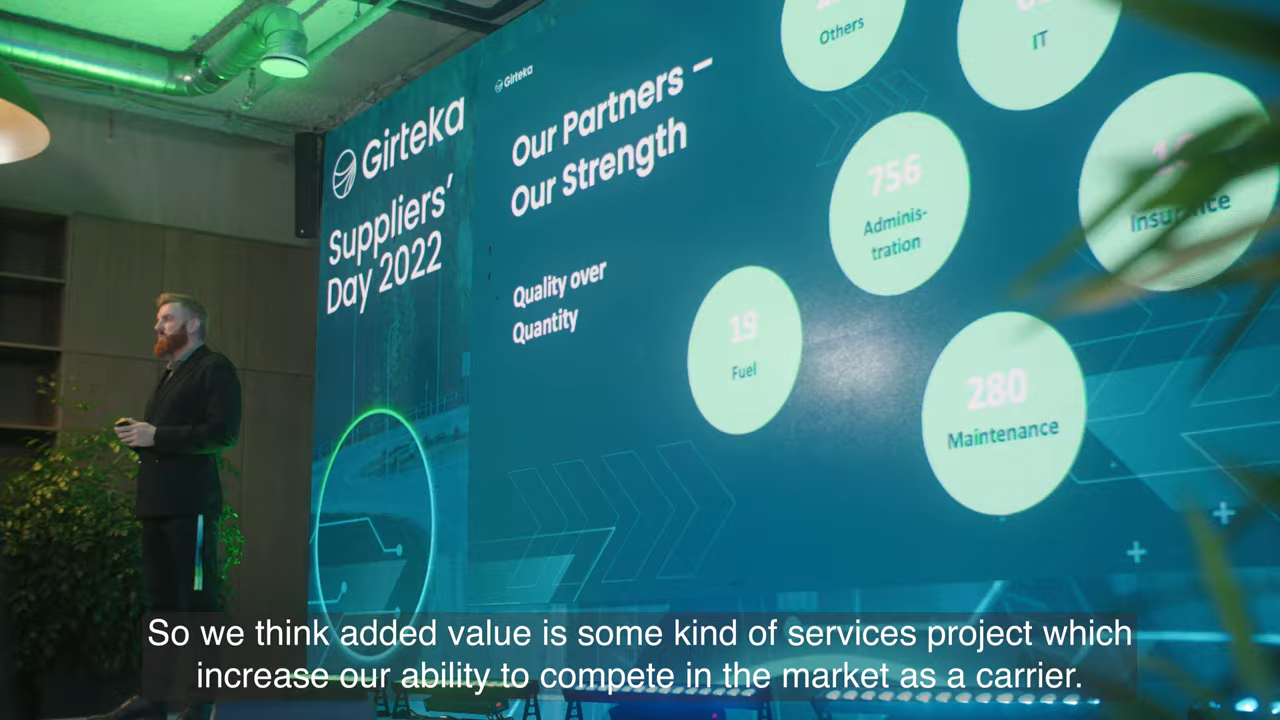 Girteka
Suppliers'
Day 2022
Girteka
Our Partners –
Our Strength
Quality over
Quantity
Others
IT
756
Adminis-
tration
Insurance
19
Fuel
280
Maintenance
So we think added value is some kind of services project which
increase our ability to compete in the market as a carrier.